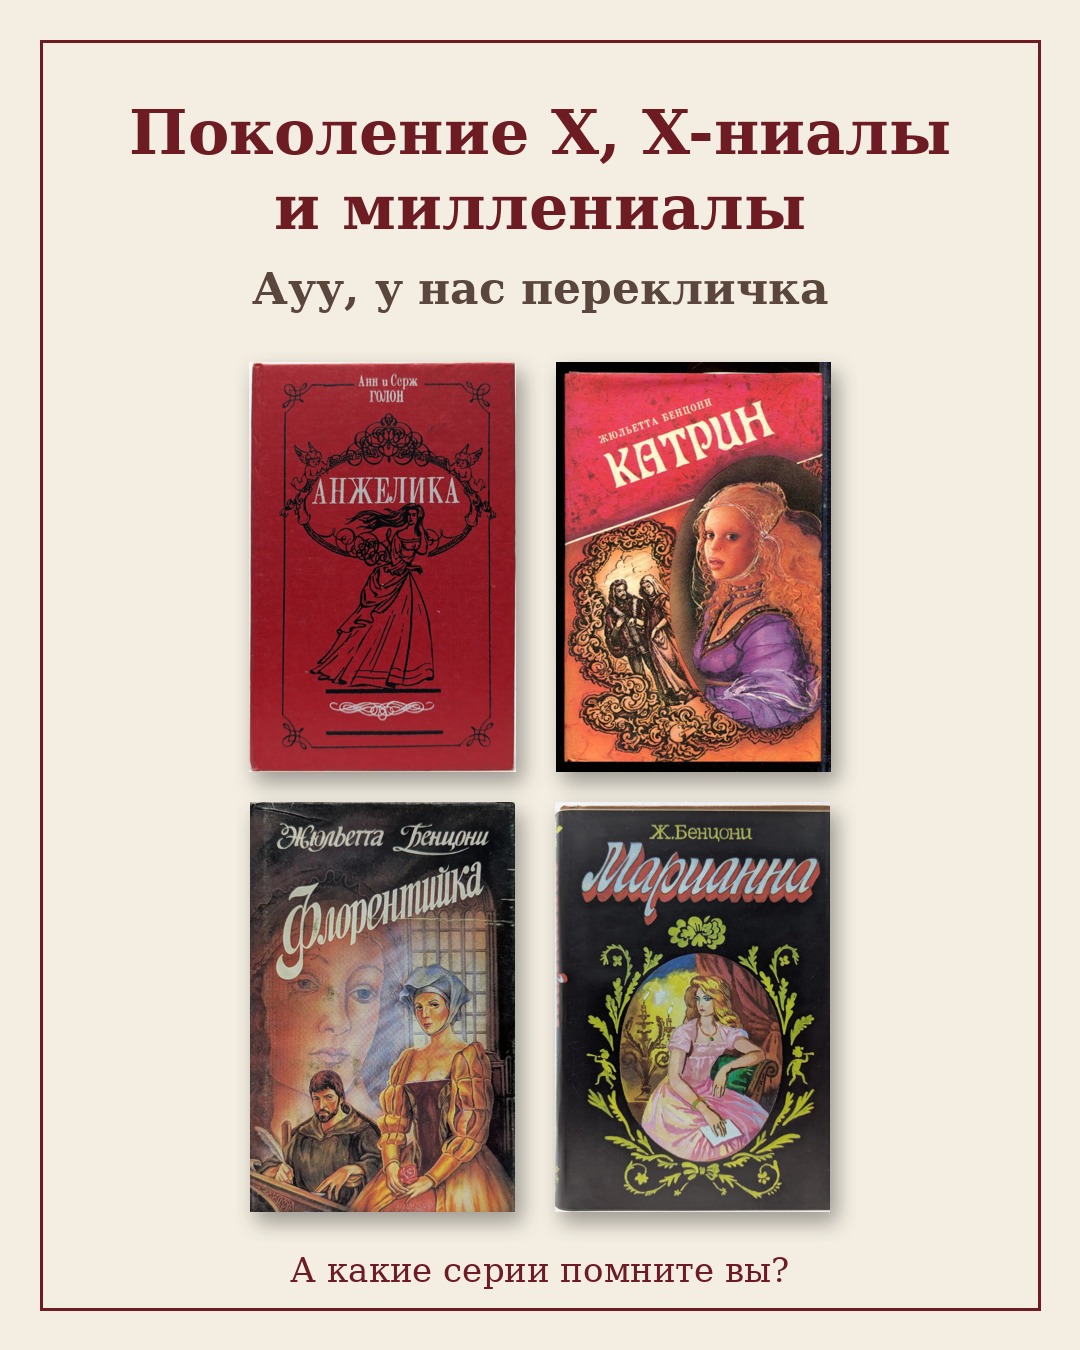 Поколение X, X-ниалы
и миллениалы
Ауу, у нас перекличка
Анн и Серж
ГОЛОН
АНЖЕЛИКА
ЖЮЛЬЕТТА БЕНЦОНИ
КАТРИН
Жюльетта Бенцони
Флорентийка
Ж.Бенцони
Марианна
А какие серии помните вы?